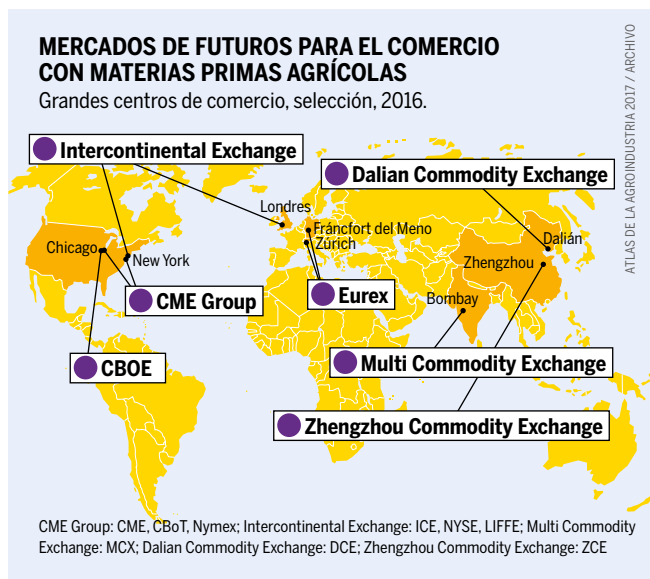 MERCADOS DE FUTUROS PARA EL COMERCIO
CON MATERIAS PRIMAS AGRÍCOLAS
Grandes centros de comercio, selección, 2016.
ATLAS DE LA AGROINDUSTRIA 2017 / ARCHIVO
Intercontinental Exchange
Dalian Commodity Exchange
Londres
Fráncfort del Meno
Zúrich
Chicago
New York
Dalián
Zhengzhou
CME Group
Eurex
Bombay
CBOE
Multi Commodity Exchange
Zhengzhou Commodity Exchange
CME Group: CME, CBoT, Nymex; Intercontinental Exchange: ICE, NYSE, LIFFE; Multi Commodity
Exchange: MCX; Dalian Commodity Exchange: DCE; Zhengzhou Commodity Exchange: ZCE